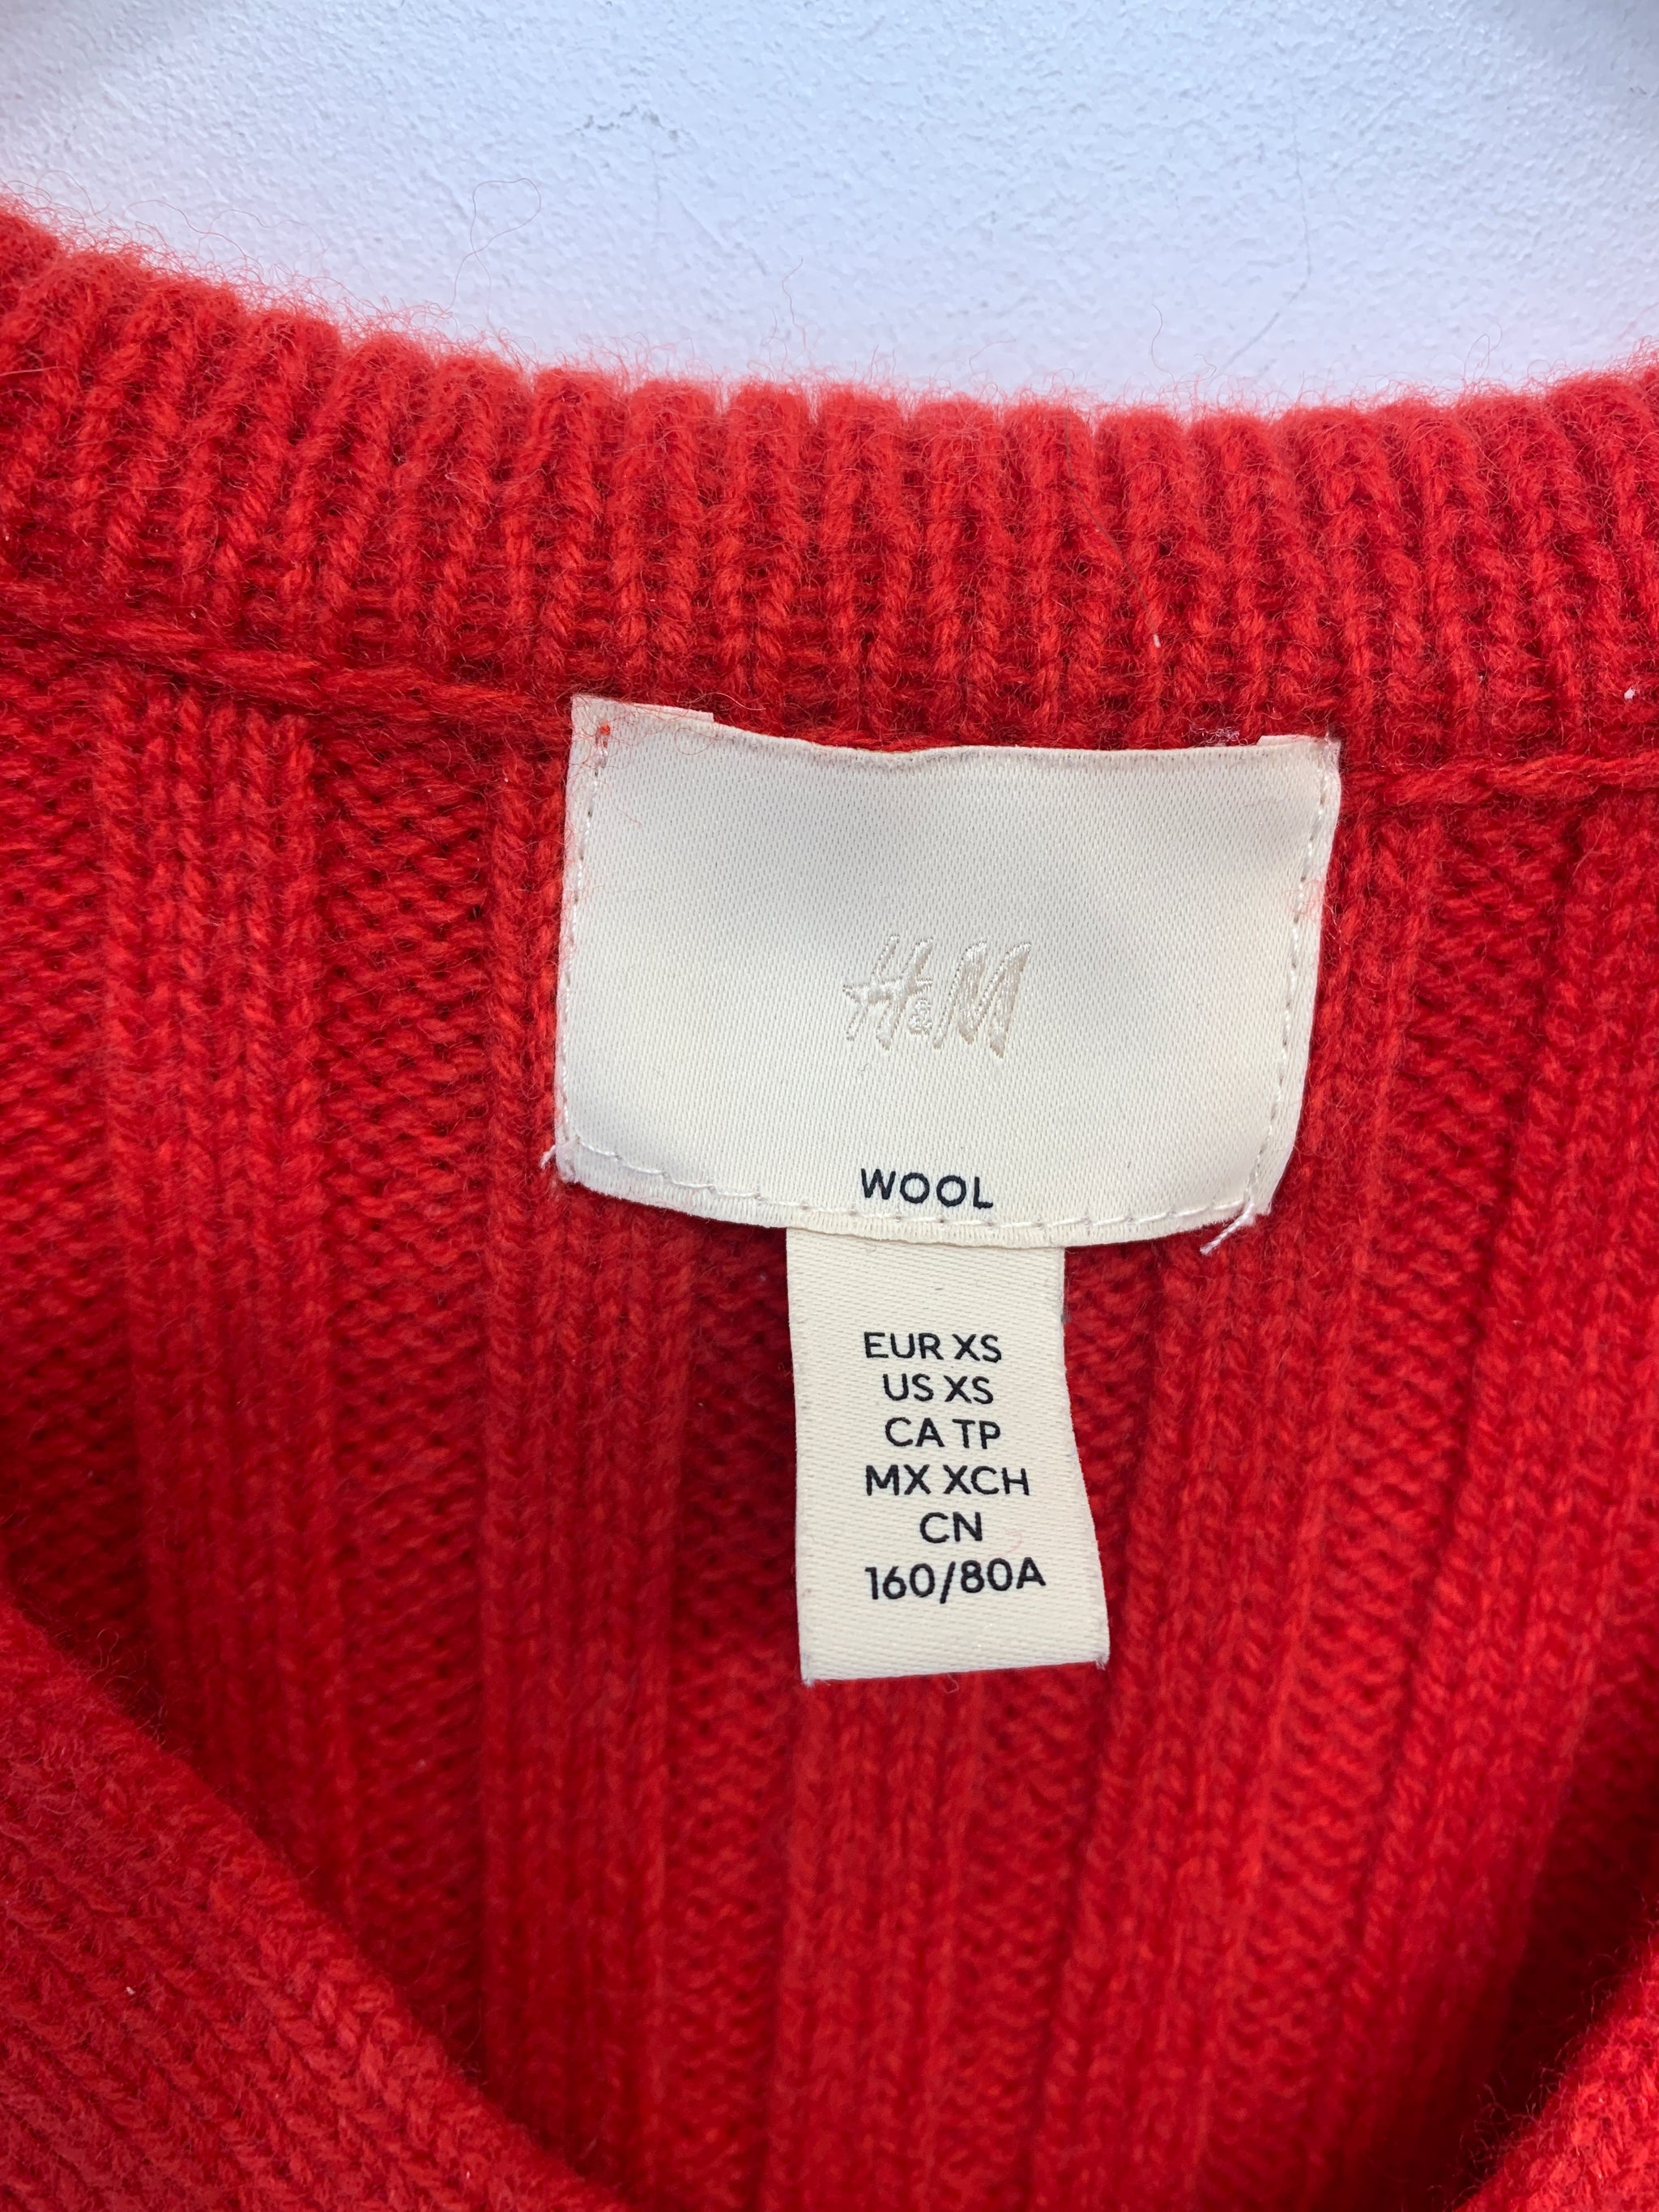 H&M
WOOL
EUR XS
US XS
CA TP
MX XCH
CN
160/80A